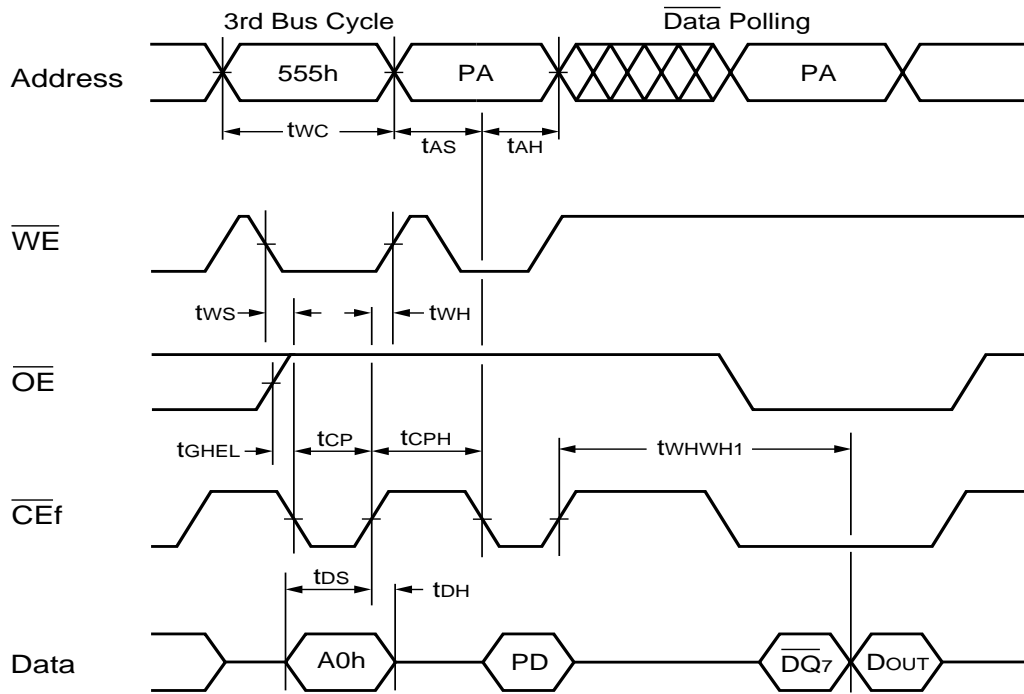 3rd Bus Cycle Data Polling
Address 555h PA PA
tWC tAS tAH
WE
tWS tWH
OE
tGHEL tCP tCPH tWHWH1
CEf
tDS tDH
Data A0h PD DQ7 DOUT